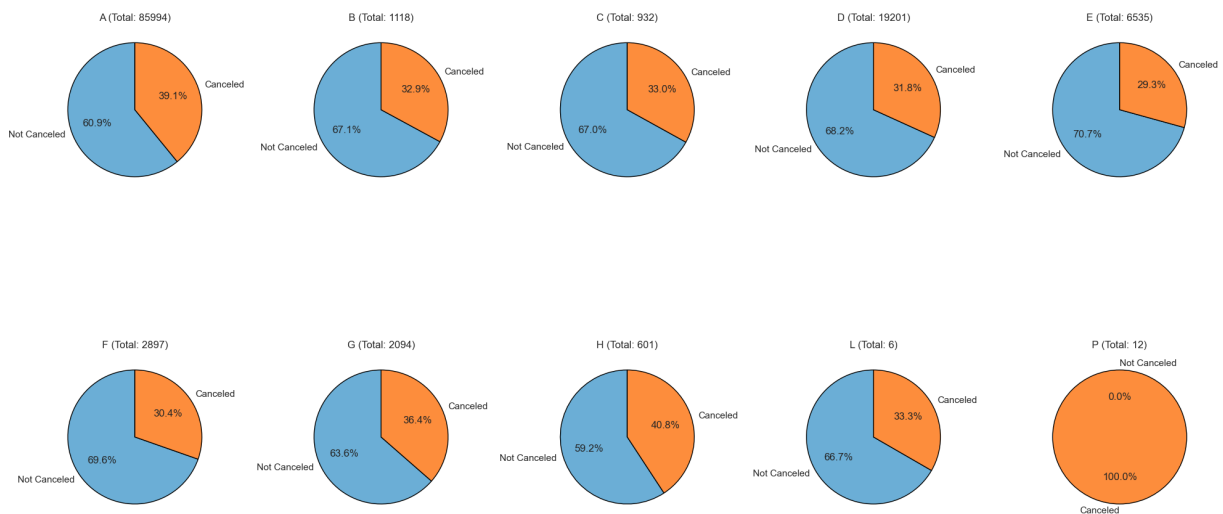 A (Total: 85994)
Canceled
39.1%
60.9%
Not Canceled
B (Total: 1118)
Canceled
32.9%
67.1%
Not Canceled
C (Total: 932)
Canceled
33.0%
67.0%
Not Canceled
D (Total: 19201)
Canceled
31.8%
68.2%
Not Canceled
E (Total: 6535)
Canceled
29.3%
70.7%
Not Canceled
F (Total: 2897)
Canceled
30.4%
69.6%
Not Canceled
G (Total: 2094)
Canceled
36.4%
63.6%
Not Canceled
H (Total: 601)
Canceled
40.8%
59.2%
Not Canceled
L (Total: 6)
Canceled
33.3%
66.7%
Not Canceled
P (Total: 12)
Not Canceled
0.0%
100.0%
Canceled